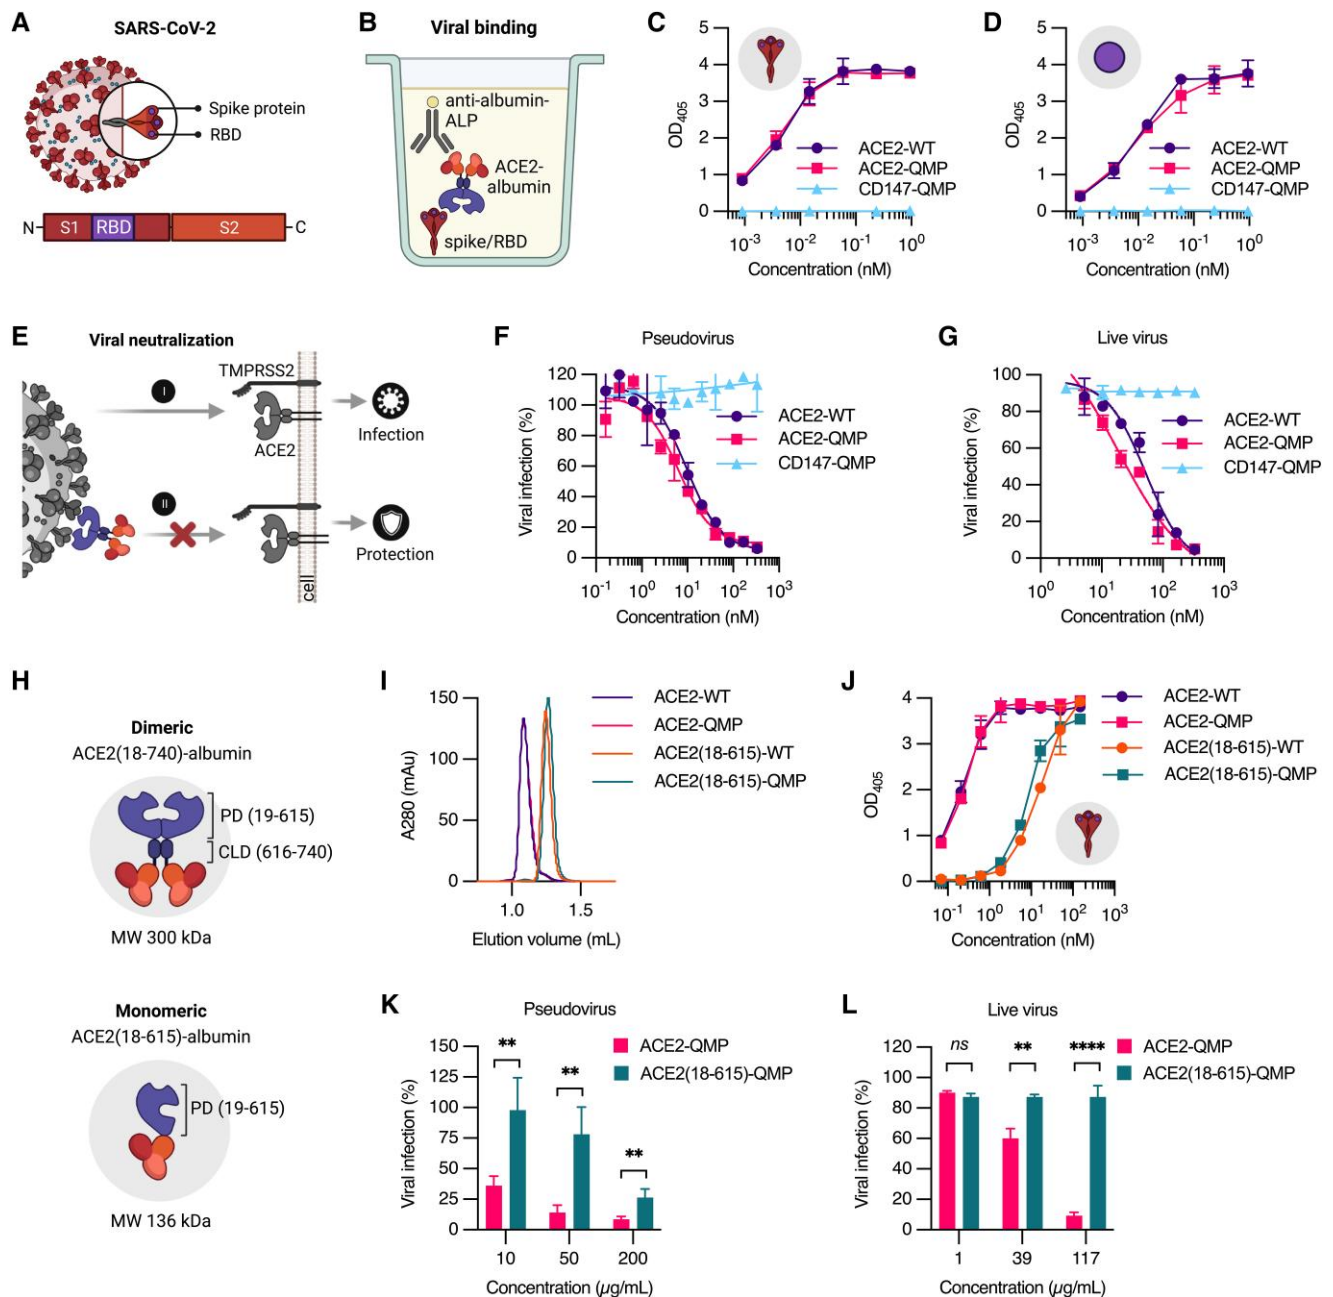 A
SARS-CoV-2
Spike protein
RBD
N
S1
RBD
S2
C
B
Viral binding
anti-albumin-
ALP
ACE2-
albumin
spike/RBD
C
OD405
5
4
3
2
1
0
ACE2-WT
ACE2-QMP
CD147-QMP
10-3
10-2
10-1
100
Concentration (nM)
D
OD405
5
4
3
2
1
0
ACE2-WT
ACE2-QMP
CD147-QMP
10-3
10-2
10-1
100
Concentration (nM)
E
Viral neutralization
I
TMPRSS2
ACE2
Infection
II
Protection
cell
F
Pseudovirus
Viral infection (%)
120
100
80
60
40
20
0
ACE2-WT
ACE2-QMP
CD147-QMP
10-1
100
101
102
103
Concentration (nM)
G
Live virus
Viral infection (%)
100
80
60
40
20
0
ACE2-WT
ACE2-QMP
CD147-QMP
100
101
102
103
Concentration (nM)
H
Dimeric
ACE2(18-740)-albumin
PD (19-615)
CLD (616-740)
MW 300 kDa
Monomeric
ACE2(18-615)-albumin
PD (19-615)
MW 136 kDa
I
A280 (mAu)
150
100
50
0
1.0
1.5
Elution volume (mL)
ACE2-WT
ACE2-QMP
ACE2(18-615)-WT
ACE2(18-615)-QMP
J
OD405
4
3
2
1
0
10-1
100
101
102
103
Concentration (nM)
ACE2-WT
ACE2-QMP
ACE2(18-615)-WT
ACE2(18-615)-QMP
K
Pseudovirus
Viral infection (%)
150
125
100
75
50
25
0
**
**
**
ACE2-QMP
ACE2(18-615)-QMP
10
50
200
Concentration (µg/mL)
L
Live virus
Viral infection (%)
120
100
80
60
40
20
0
ns
**
****
ACE2-QMP
ACE2(18-615)-QMP
1
39
117
Concentration (µg/mL)